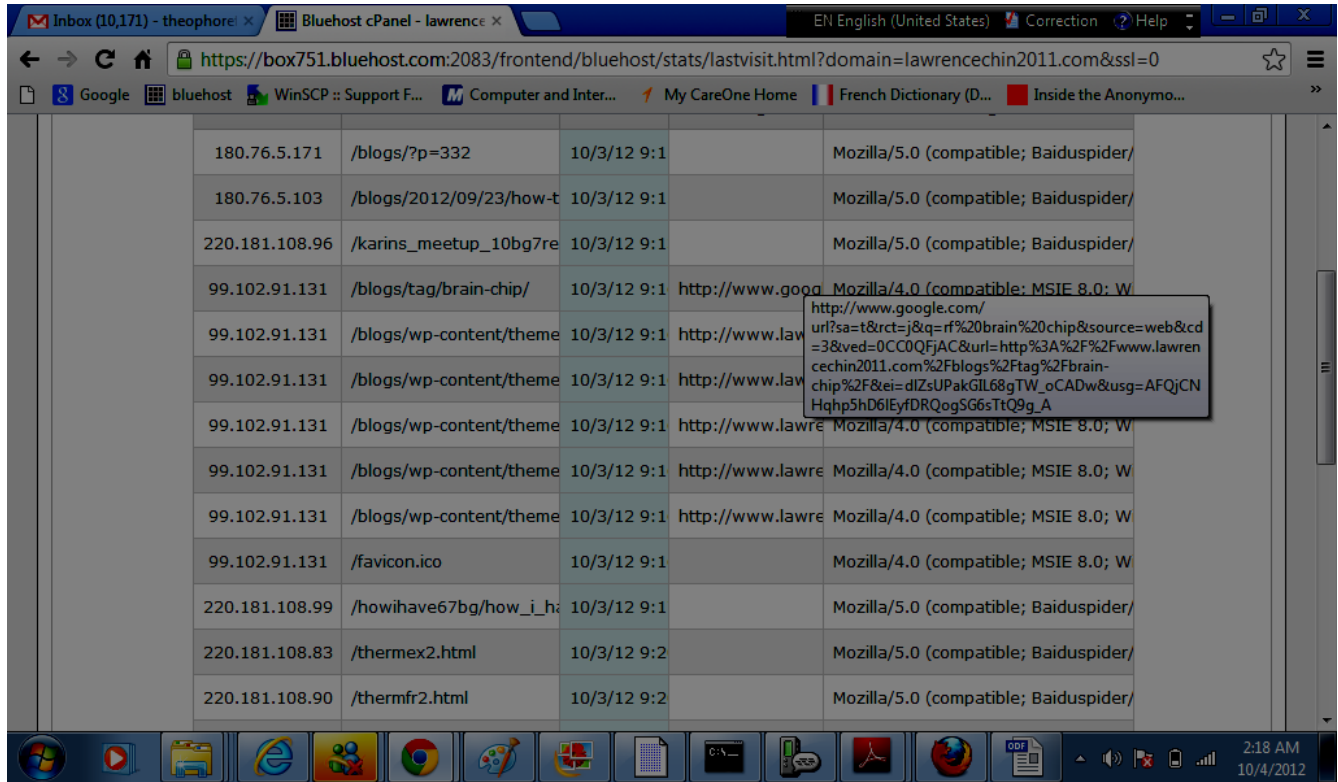 Inbox (10,171) - theophore Bluehost cPanel - lawrence EN English (United States) Correction Help
https://box751.bluehost.com:2083/frontend/bluehost/stats/lastvisit.html?domain=lawrencechin2011.com&ssl=0
Google bluehost WinSCP :: Support F... Computer and Inter... My CareOne Home French Dictionary (D... Inside the Anonymo... »
180.76.5.171 /blogs/?p=332 10/3/12 9:1 Mozilla/5.0 (compatible; Baiduspider/
180.76.5.103 /blogs/2012/09/23/how-t 10/3/12 9:1 Mozilla/5.0 (compatible; Baiduspider/
220.181.108.96 /karins_meetup_10bg7re 10/3/12 9:1 Mozilla/5.0 (compatible; Baiduspider/
99.102.91.131 /blogs/tag/brain-chip/ 10/3/12 9:1 http://www.goog Mozilla/4.0 (compatible; MSIE 8.0; W
http://www.google.com/
url?sa=t&rct=j&q=rf%20brain%20chip&source=web&cd
=3&ved=0CC0QFjAC&url=http%3A%2F%2Fwww.lawren
cechin2011.com%2Fblogs%2Ftag%2Fbrain-
chip%2F&ei=dIZsUPakGIL68gTW_oCADw&usg=AFQjCN
Hqhp5hD6IEyfDRQogSG6sTtQ9g_A
99.102.91.131 /blogs/wp-content/theme 10/3/12 9:1 http://www.law
99.102.91.131 /blogs/wp-content/theme 10/3/12 9:1 http://www.law
99.102.91.131 /blogs/wp-content/theme 10/3/12 9:1 http://www.lawre Mozilla/4.0 (compatible; MSIE 8.0; W
99.102.91.131 /blogs/wp-content/theme 10/3/12 9:1 http://www.lawre Mozilla/4.0 (compatible; MSIE 8.0; W
99.102.91.131 /blogs/wp-content/theme 10/3/12 9:1 http://www.lawre Mozilla/4.0 (compatible; MSIE 8.0; W
99.102.91.131 /favicon.ico 10/3/12 9:1 Mozilla/4.0 (compatible; MSIE 8.0; W
220.181.108.99 /howihave67bg/how_i_ha 10/3/12 9:1 Mozilla/5.0 (compatible; Baiduspider/
220.181.108.83 /thermex2.html 10/3/12 9:2 Mozilla/5.0 (compatible; Baiduspider/
220.181.108.90 /thermfr2.html 10/3/12 9:2 Mozilla/5.0 (compatible; Baiduspider/
C:\_ ODF 2:18 AM
10/4/2012